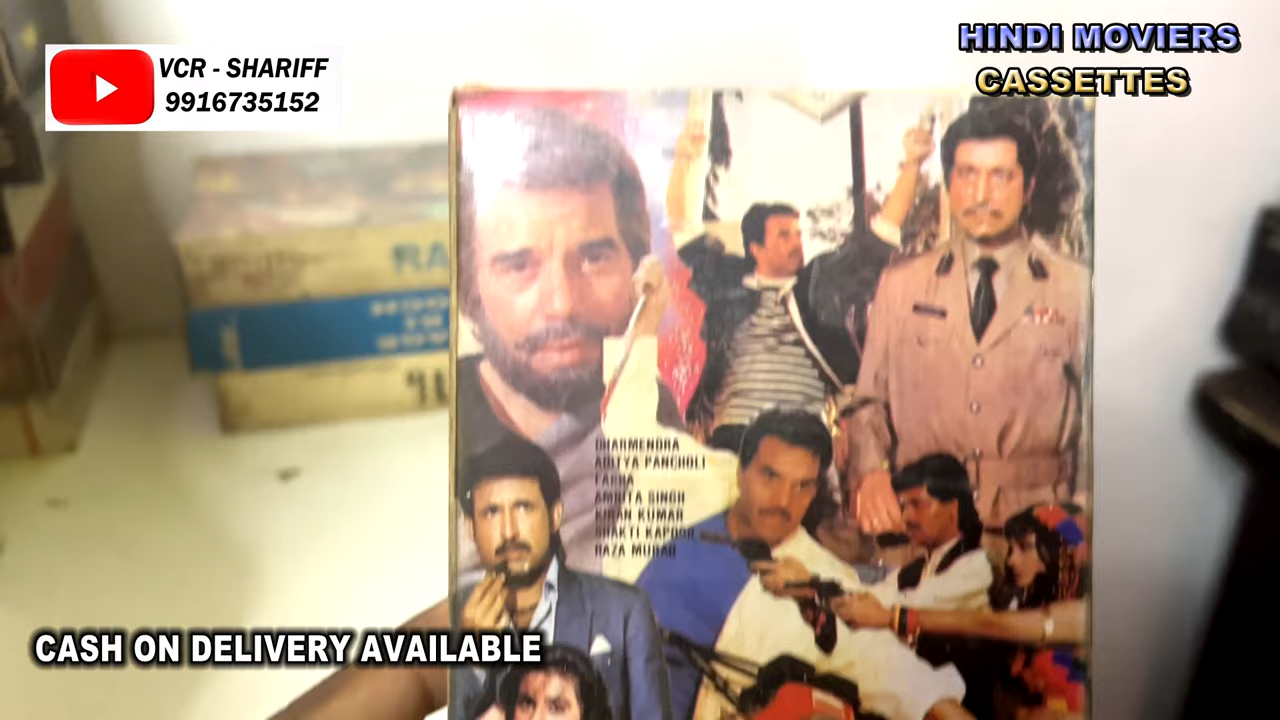 VCR - SHARIFF
9916735152
HINDI MOVIERS
CASSETTES
RA
DHARMENDRA
ADITYA PANCHOLI
FARHA
AMRITA SINGH
KIRAN KUMAR
SHAKTI KAPOOR
RAZA MURAD
CASH ON DELIVERY AVAILABLE